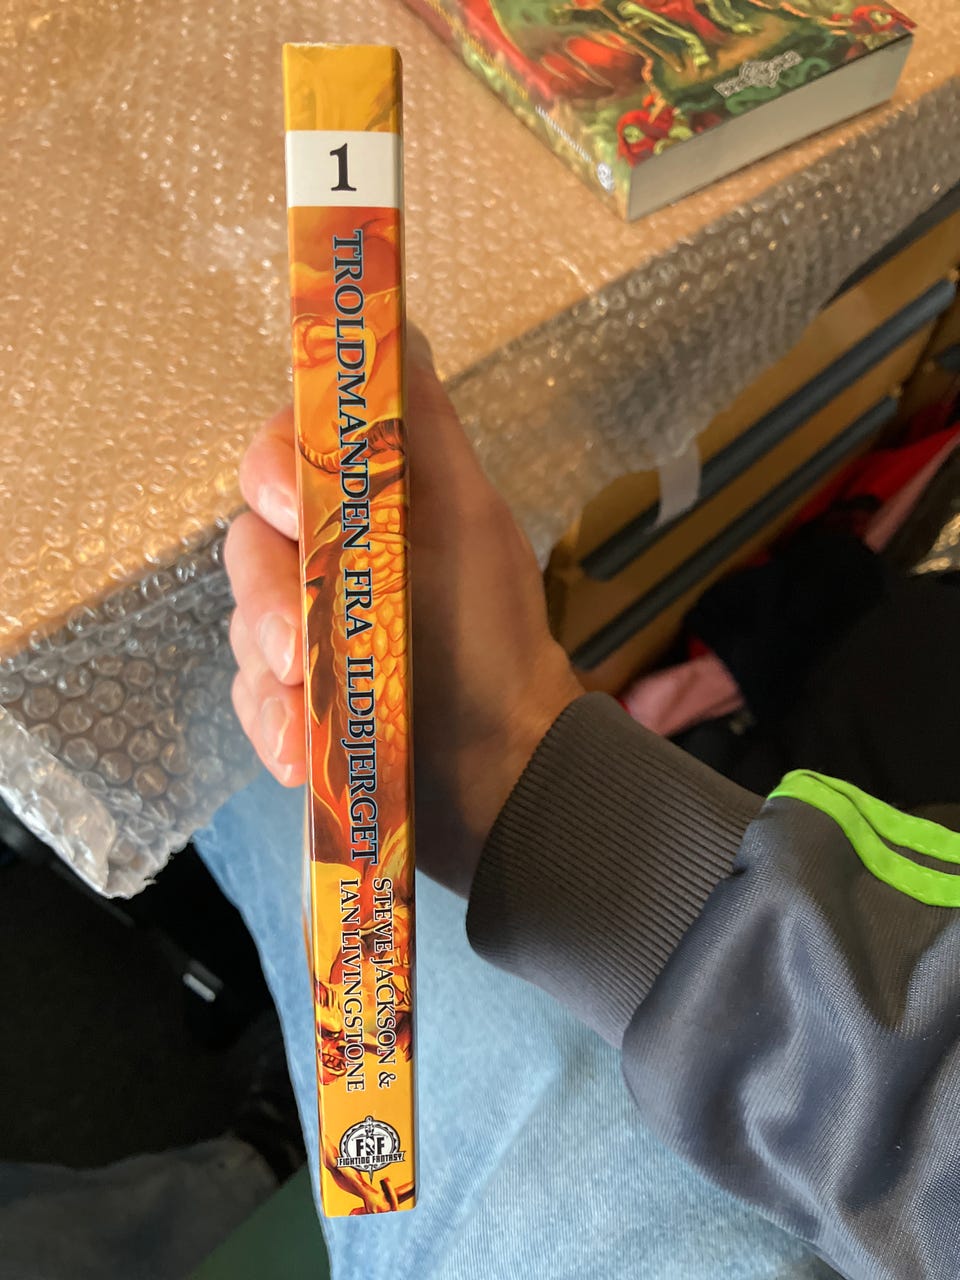 1
TROLDMANDEN FRA ILDBJERGET
STEVE JACKSON &
IAN LIVINGSTONE
FF
FIGHTING FANTASY